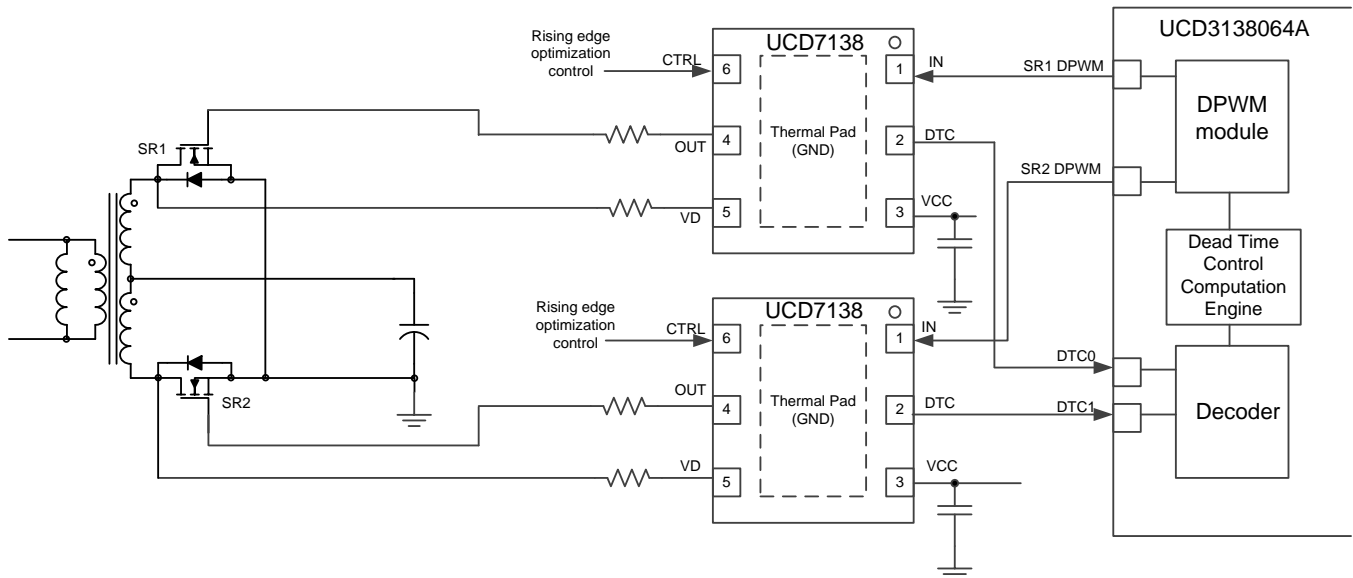 UCD3138064A
UCD7138
Rising edge
optimization
control
CTRL
6
1
IN
SR1 DPWM
DPWM
module
SR1
4
OUT
Thermal Pad
(GND)
2
DTC
SR2 DPWM
5
VD
3
VCC
Dead Time
Control
Computation
Engine
UCD7138
Rising edge
optimization
control
CTRL
6
1
IN
DTC0
SR2
OUT
4
Thermal Pad
(GND)
2
DTC
DTC1
Decoder
VD
5
3
VCC